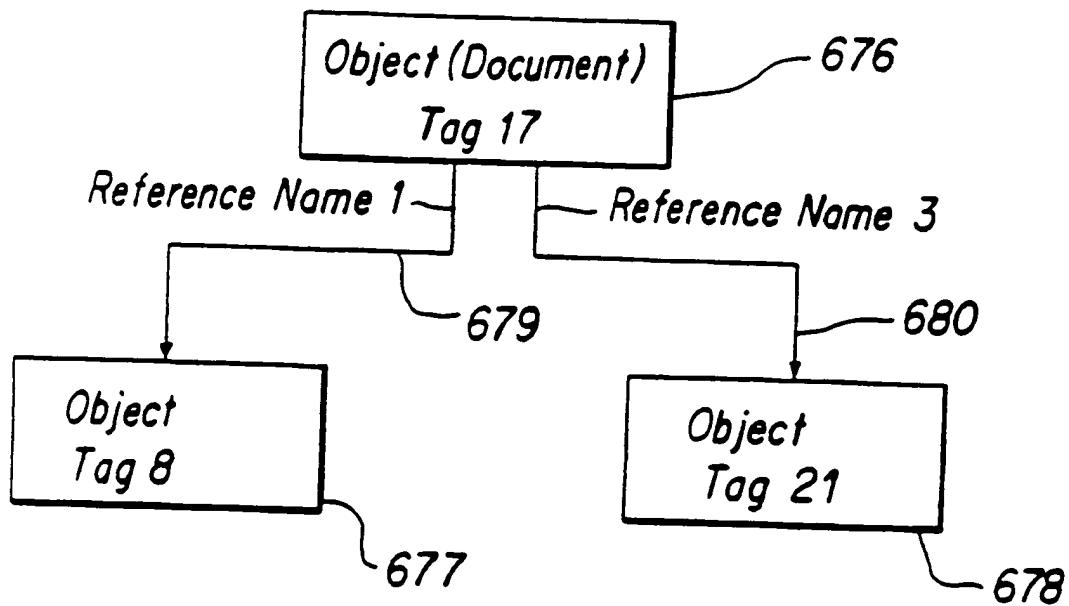 Object (Document)
Tag 17
676
Reference Name 1
Reference Name 3
679
680
Object
Tag 8
Object
Tag 21
677
678